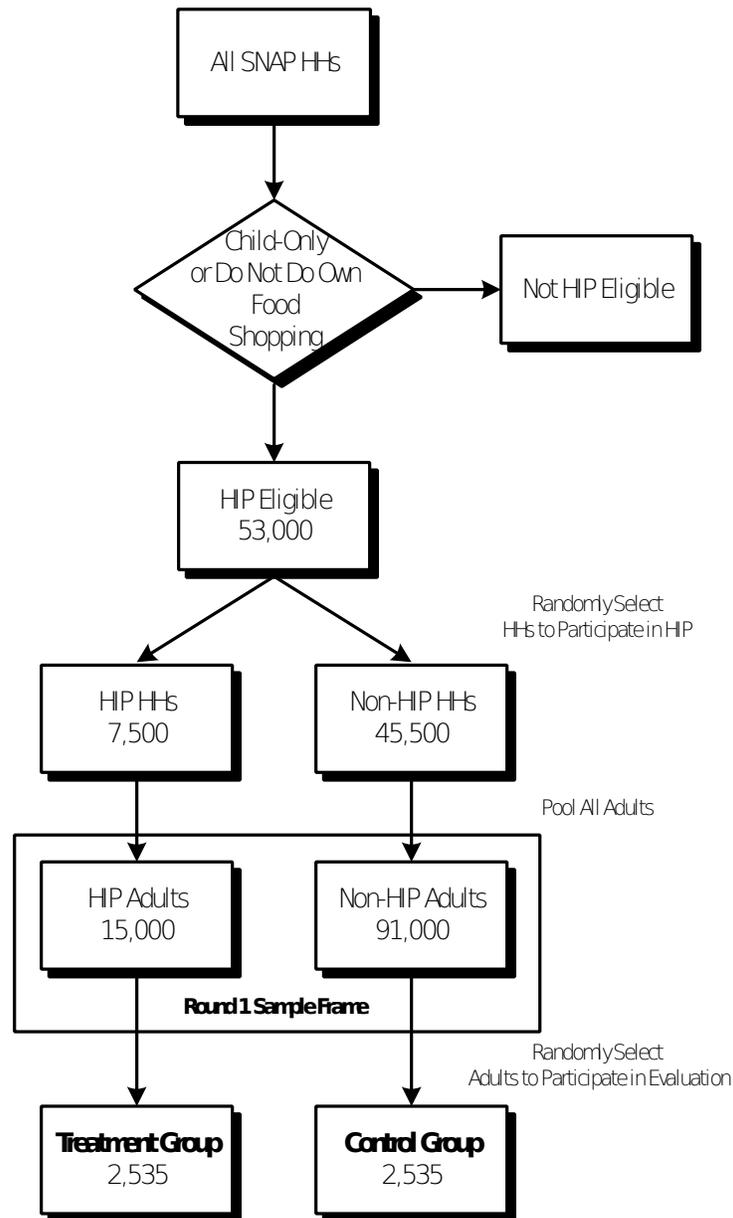 All SNAP HHs
Child-Only
or Do Not Do Own
Food
Shopping
Not HIP Eligible
HIP Eligible
53,000
Randomly Select
HHs to Participate in HIP
HIP HHs
7,500
Non-HIP HHs
45,500
Pool All Adults
HIP Adults
15,000
Non-HIP Adults
91,000
Round 1 Sample Frame
Randomly Select
Adults to Participate in Evaluation
Treatment Group
2,535
Control Group
2,535